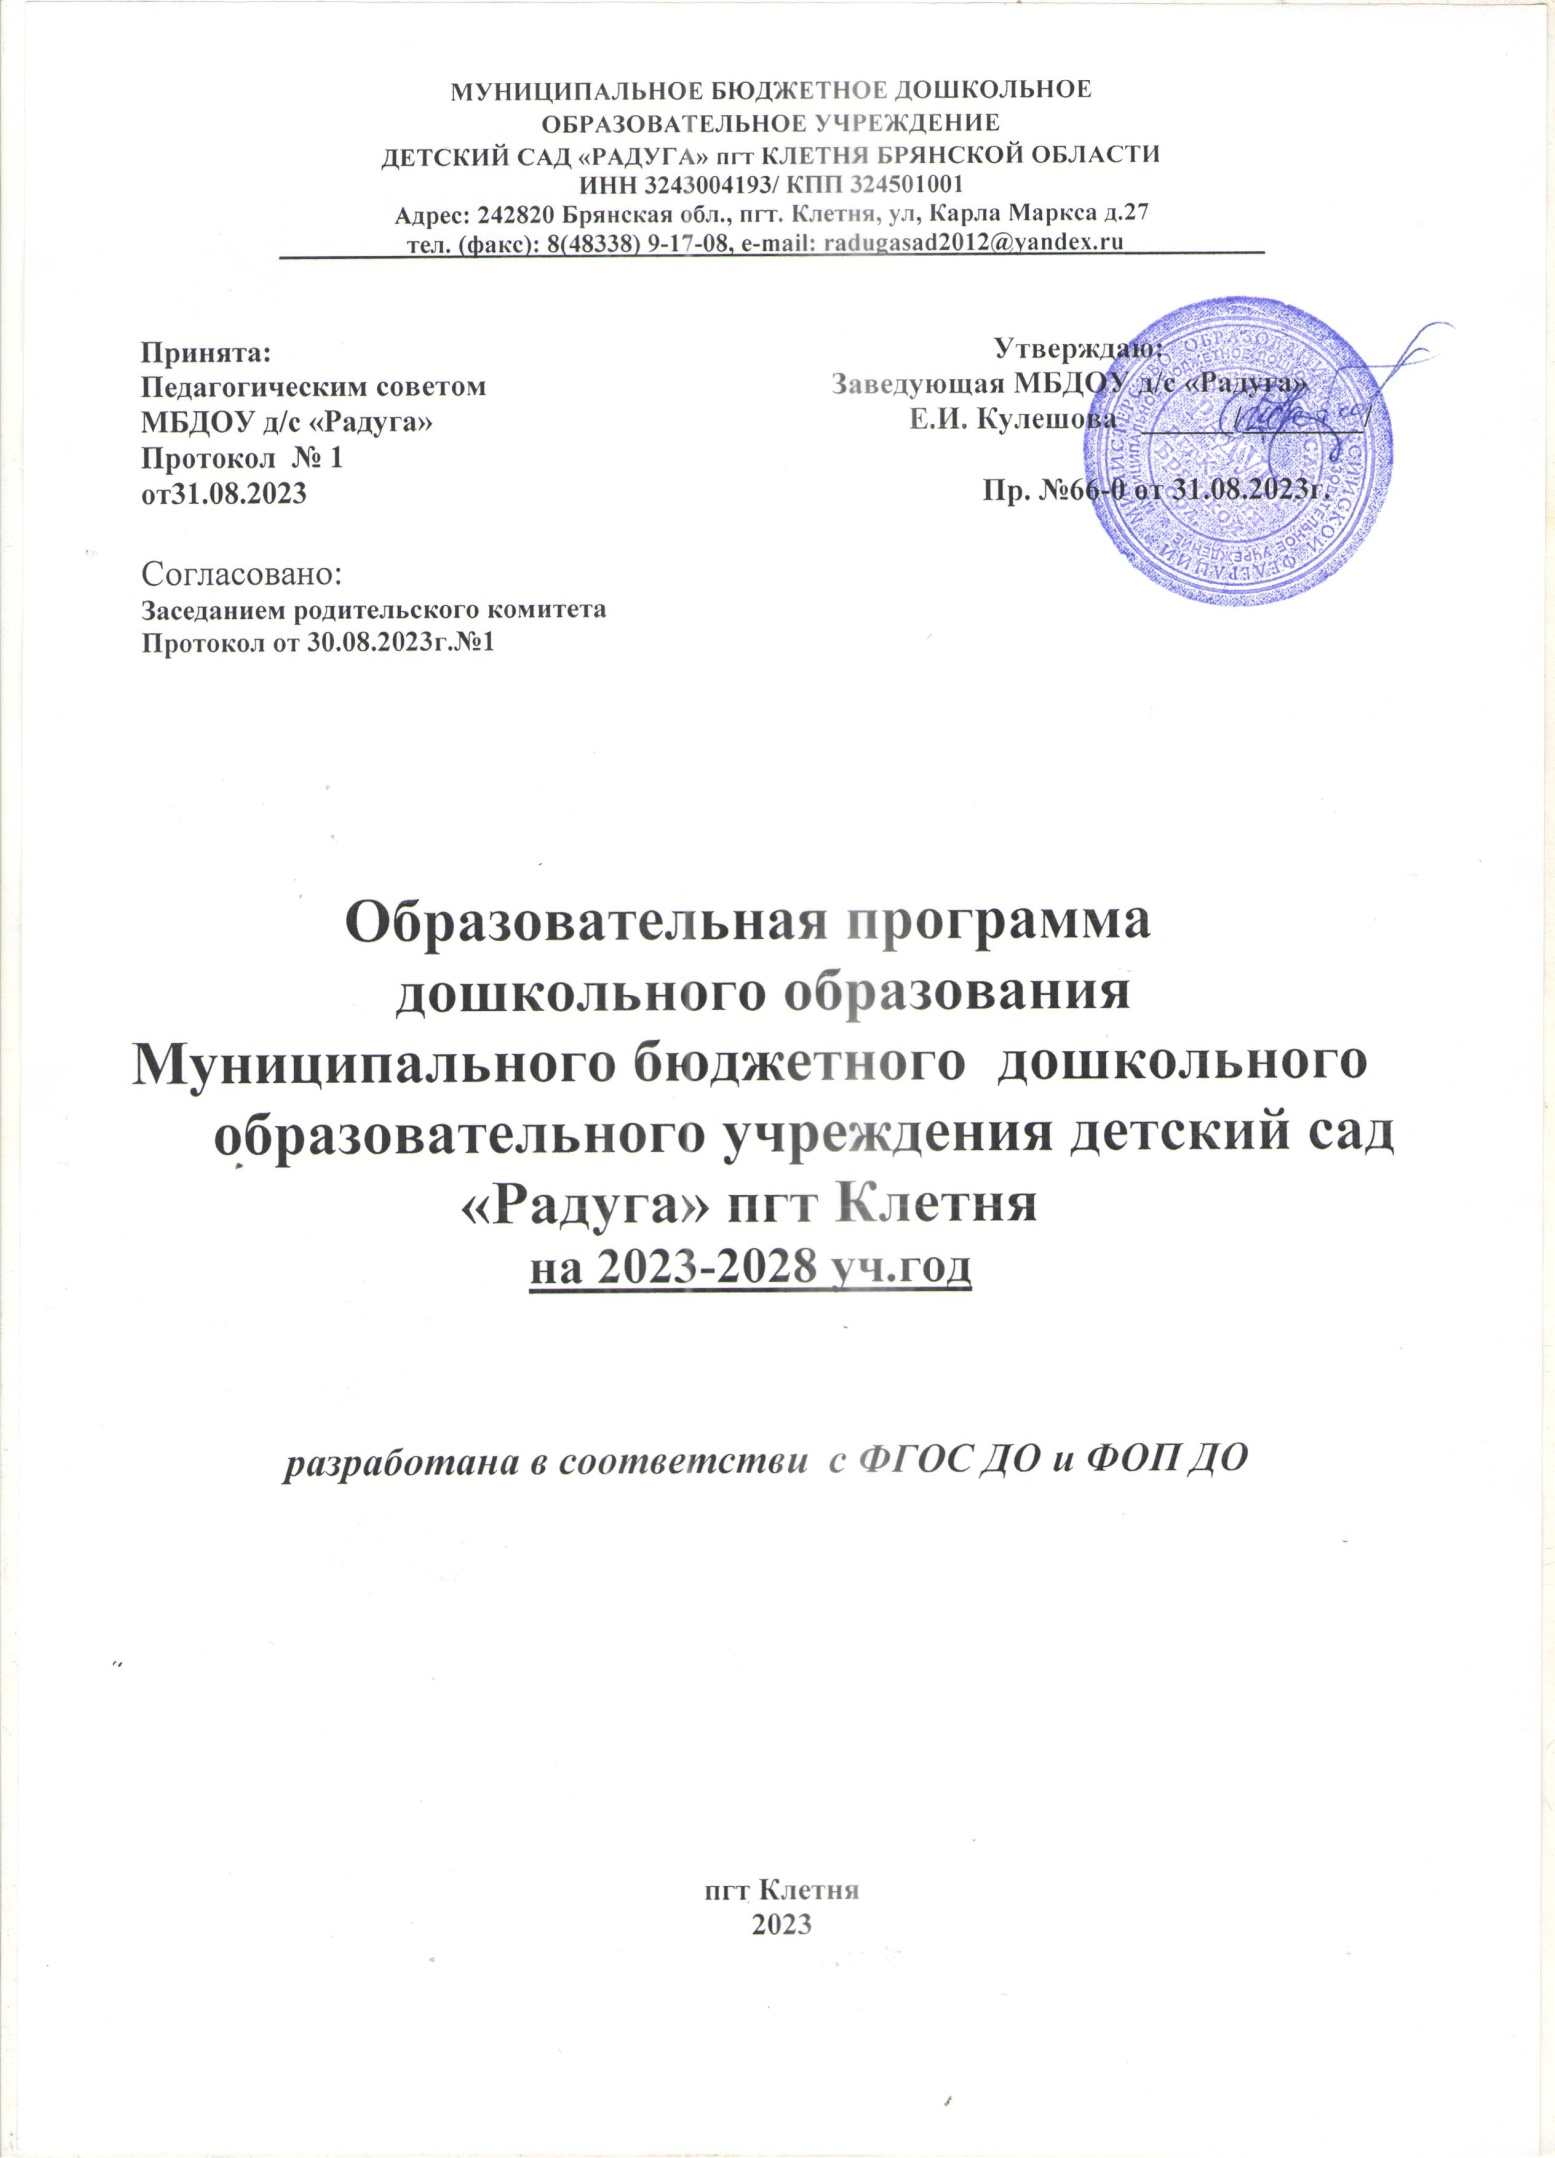 МУНИЦИПАЛЬНОЕ БЮДЖЕТНОЕ ДОШКОЛЬНОЕ
ОБРАЗОВАТЕЛЬНОЕ УЧРЕЖДЕНИЕ
ДЕТСКИЙ САД «РАДУГА» пгт КЛЕТНЯ БРЯНСКОЙ ОБЛАСТИ
ИНН 3243004193/ КПП 324501001
Адрес: 242820 Брянская обл., пгт. Клетня, ул, Карла Маркса д.27
тел. (факс): 8(48338) 9-17-08, e-mail: radugasad2012@yandex.ru
Принята:
Педагогическим советом
МБДОУ д/с «Радуга»
Протокол № 1
от31.08.2023
Утверждаю:
Заведующая МБДОУ д/с «Радуга»
Е.И. Кулешова
Пр. №66-0 от 31.08.2023г.
Согласовано:
Заседанием родительского комитета
Протокол от 30.08.2023г.№1
Образовательная программа
дошкольного образования
Муниципального бюджетного дошкольного
образовательного учреждения детский сад
«Радуга» пгт Клетня
на 2023-2028 уч.год
разработана в соответстви с ФГОС ДО и ФОП ДО
пгт Клетня
2023